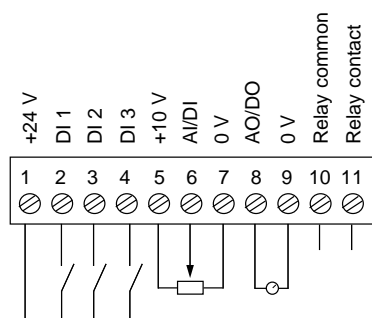 +24 V
DI 1
DI 2
DI 3
+10 V
AI/DI
0 V
AO/DO
0 V
Relay common
Relay contact
1 2 3 4 5 6 7 8 9 10 11